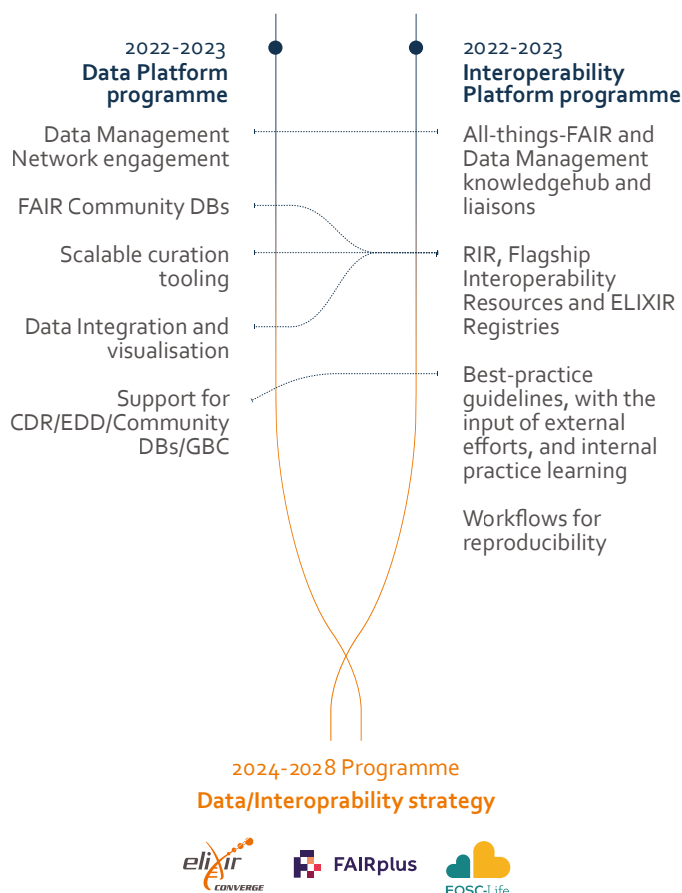 2022-2023
Data Platform
programme
Data Management
Network engagement
FAIR Community DBs
Scalable curation
tooling
Data Integration and
visualisation
Support for
CDR/EDD/Community
DBs/GBC
2022-2023
Interoperability
Platform programme
All-things-FAIR and
Data Management
knowledgehub and
liaisons
RIR, Flagship
Interoperability
Resources and ELIXIR
Registries
Best-practice
guidelines, with the
input of external
efforts, and internal
practice learning
Workflows for
reproducibility
2024-2028 Programme
Data/Interoprability strategy
elixir
CONVERGE
FAIRplus
EOSC-Life